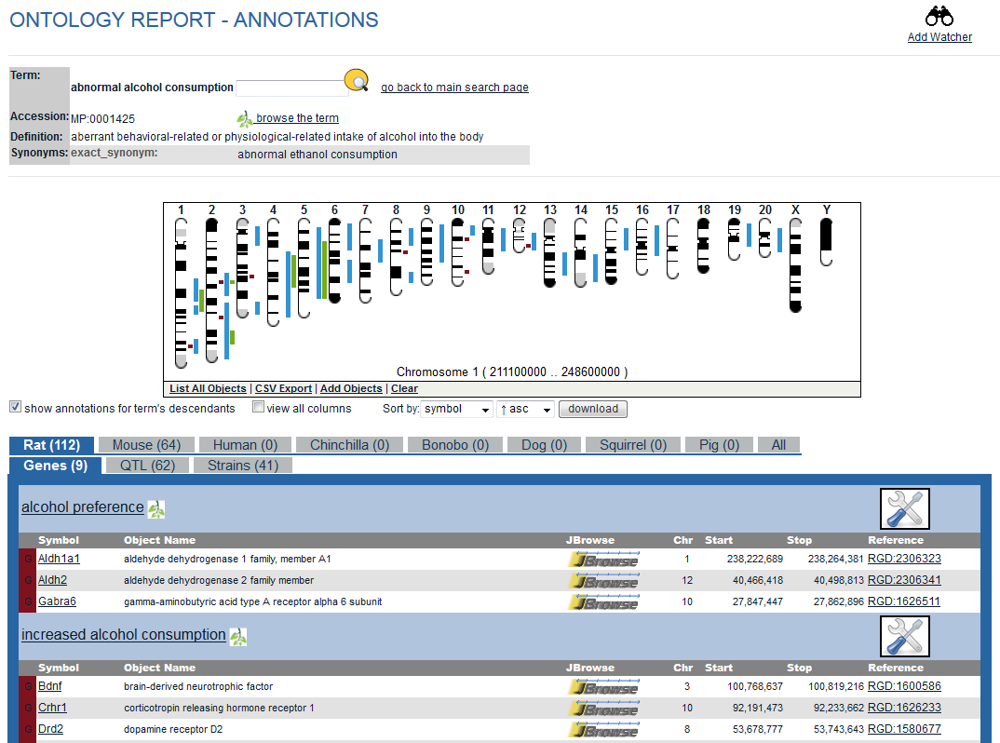 ONTOLOGY REPORT - ANNOTATIONS
Add Watcher
Term:
abnormal alcohol consumption go back to main search page
Accession: MP:0001425 browse the term
Definition: aberrant behavioral-related or physiological-related intake of alcohol into the body
Synonyms: exact_synonym: abnormal ethanol consumption
1 2 3 4 5 6 7 8 9 10 11 12 13 14 15 16 17 18 19 20 X Y
Chromosome 1 ( 211100000 .. 248600000 )
List All Objects | CSV Export | Add Objects | Clear
show annotations for term's descendants view all columns Sort by: symbol ↑ asc download
Rat (112) Mouse (64) Human (0) Chinchilla (0) Bonobo (0) Dog (0) Squirrel (0) Pig (0) All
Genes (9) QTL (62) Strains (41)
alcohol preference
Symbol Object Name JBrowse Chr Start Stop Reference
G Aldh1a1 aldehyde dehydrogenase 1 family, member A1 JBrowse 1 238,222,689 238,264,381 RGD:2306323
G Aldh2 aldehyde dehydrogenase 2 family member JBrowse 12 40,466,418 40,498,813 RGD:2306341
G Gabra6 gamma-aminobutyric acid type A receptor alpha 6 subunit JBrowse 10 27,847,447 27,862,896 RGD:1626511
increased alcohol consumption
Symbol Object Name JBrowse Chr Start Stop Reference
G Bdnf brain-derived neurotrophic factor JBrowse 3 100,768,637 100,819,216 RGD:1600586
G Crhr1 corticotropin releasing hormone receptor 1 JBrowse 10 92,191,473 92,233,662 RGD:1626233
G Drd2 dopamine receptor D2 JBrowse 8 53,678,777 53,743,643 RGD:1580677